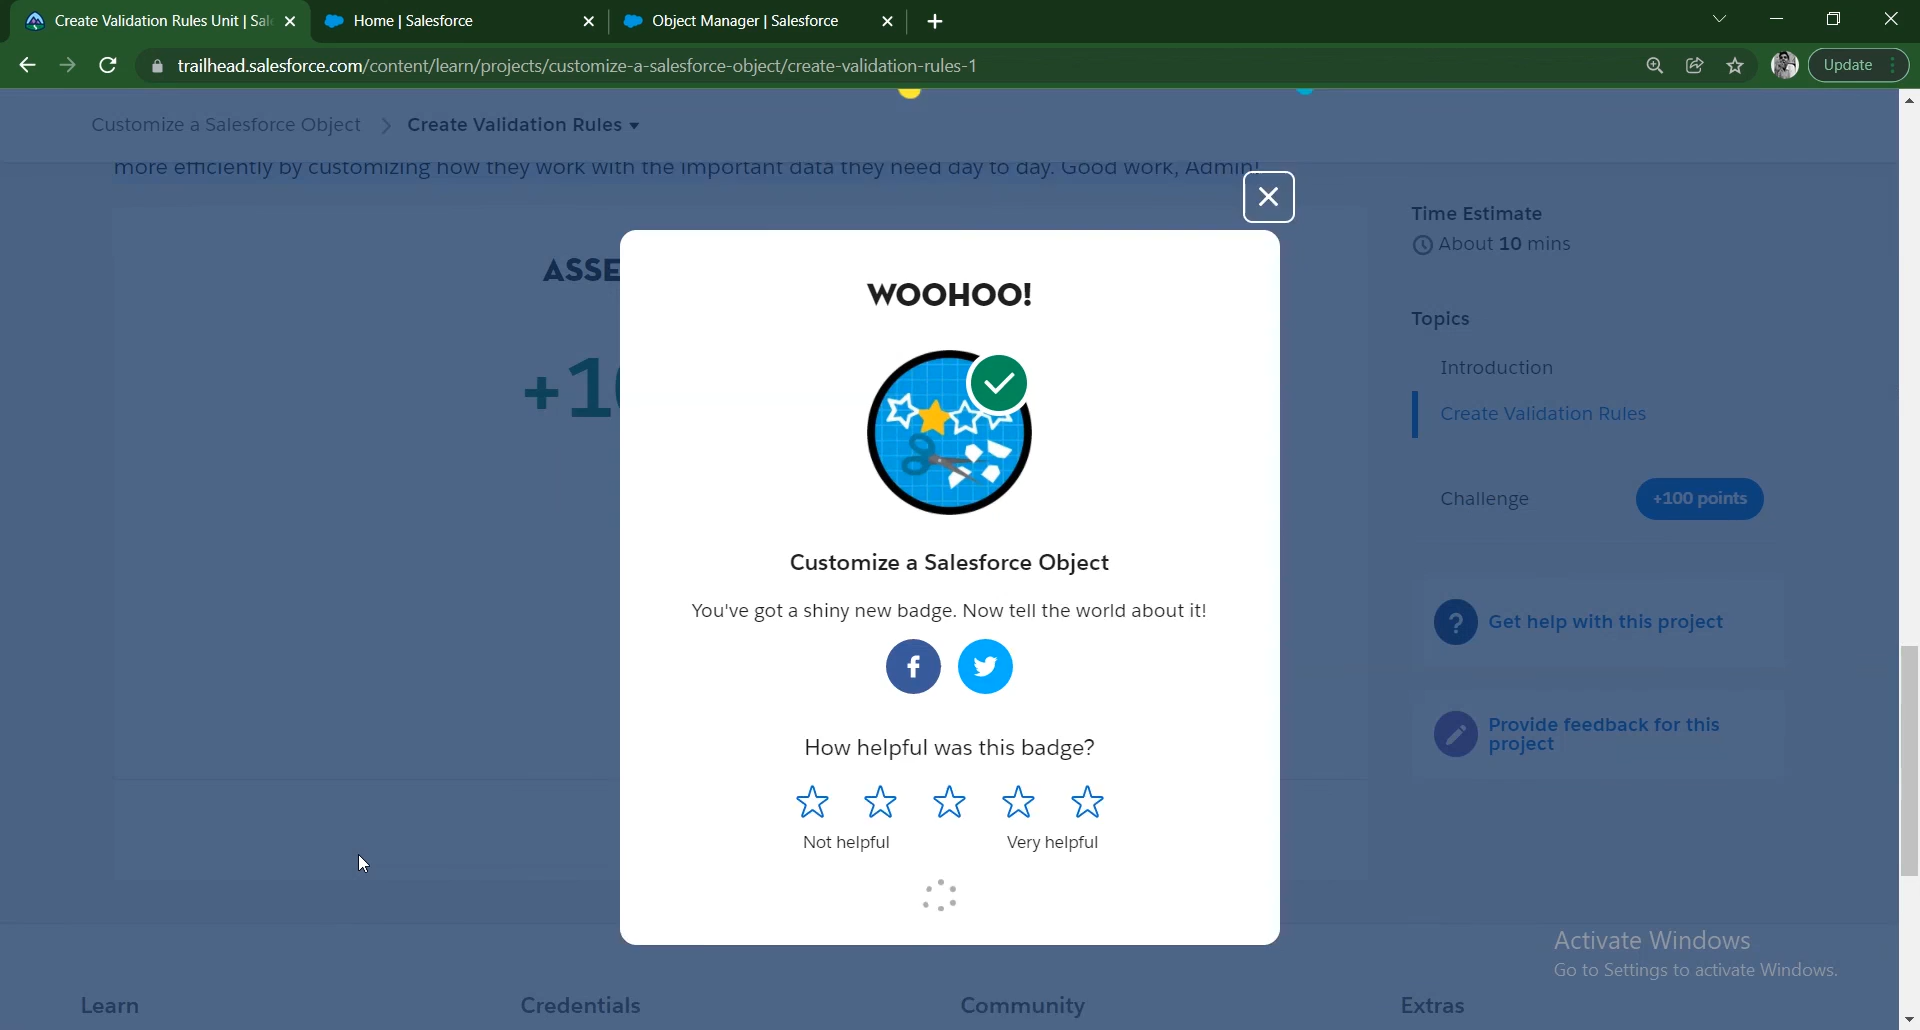 Create Validation Rules Unit | Sal
Home | Salesforce
Object Manager | Salesforce
trailhead.salesforce.com/content/learn/projects/customize-a-salesforce-object/create-validation-rules-1
Update
Customize a Salesforce Object
Create Validation Rules
more efficiently by customizing how they work with the important data they need day to day. Good work, Admin!
ASSE
+10
WOOHOO!
Customize a Salesforce Object
You've got a shiny new badge. Now tell the world about it!
How helpful was this badge?
Not helpful
Very helpful
Time Estimate
About 10 mins
Topics
Introduction
Create Validation Rules
Challenge
+100 points
Get help with this project
Provide feedback for this
project
Activate Windows
Go to Settings to activate Windows.
Learn
Credentials
Community
Extras